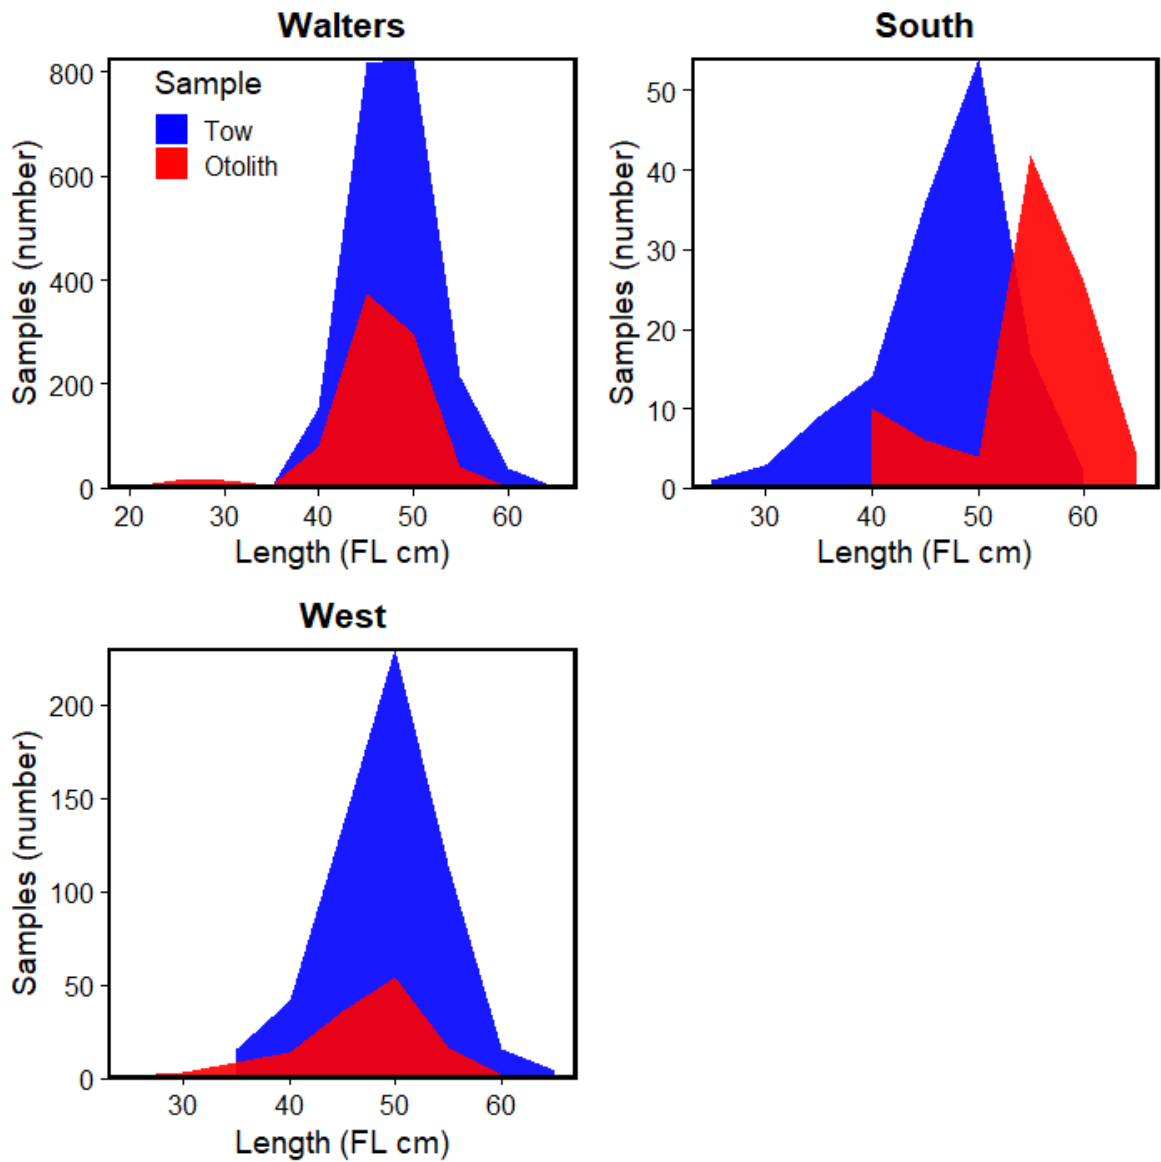 Walters
Samples (number)
800
600
400
200
0
Sample
Tow
Otolith
20 30 40 50 60
Length (FL cm)
South
Samples (number)
50
40
30
20
10
0
30 40 50 60
Length (FL cm)
West
Samples (number)
200
150
100
50
0
30 40 50 60
Length (FL cm)